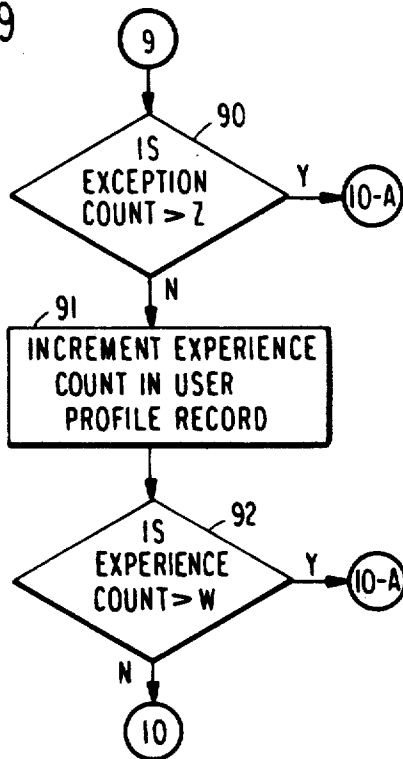 9
9
90
IS
EXCEPTION
COUNT > Z
Y
10-A
N
91
INCREMENT EXPERIENCE
COUNT IN USER
PROFILE RECORD
92
IS
EXPERIENCE
COUNT > W
Y
10-A
N
10